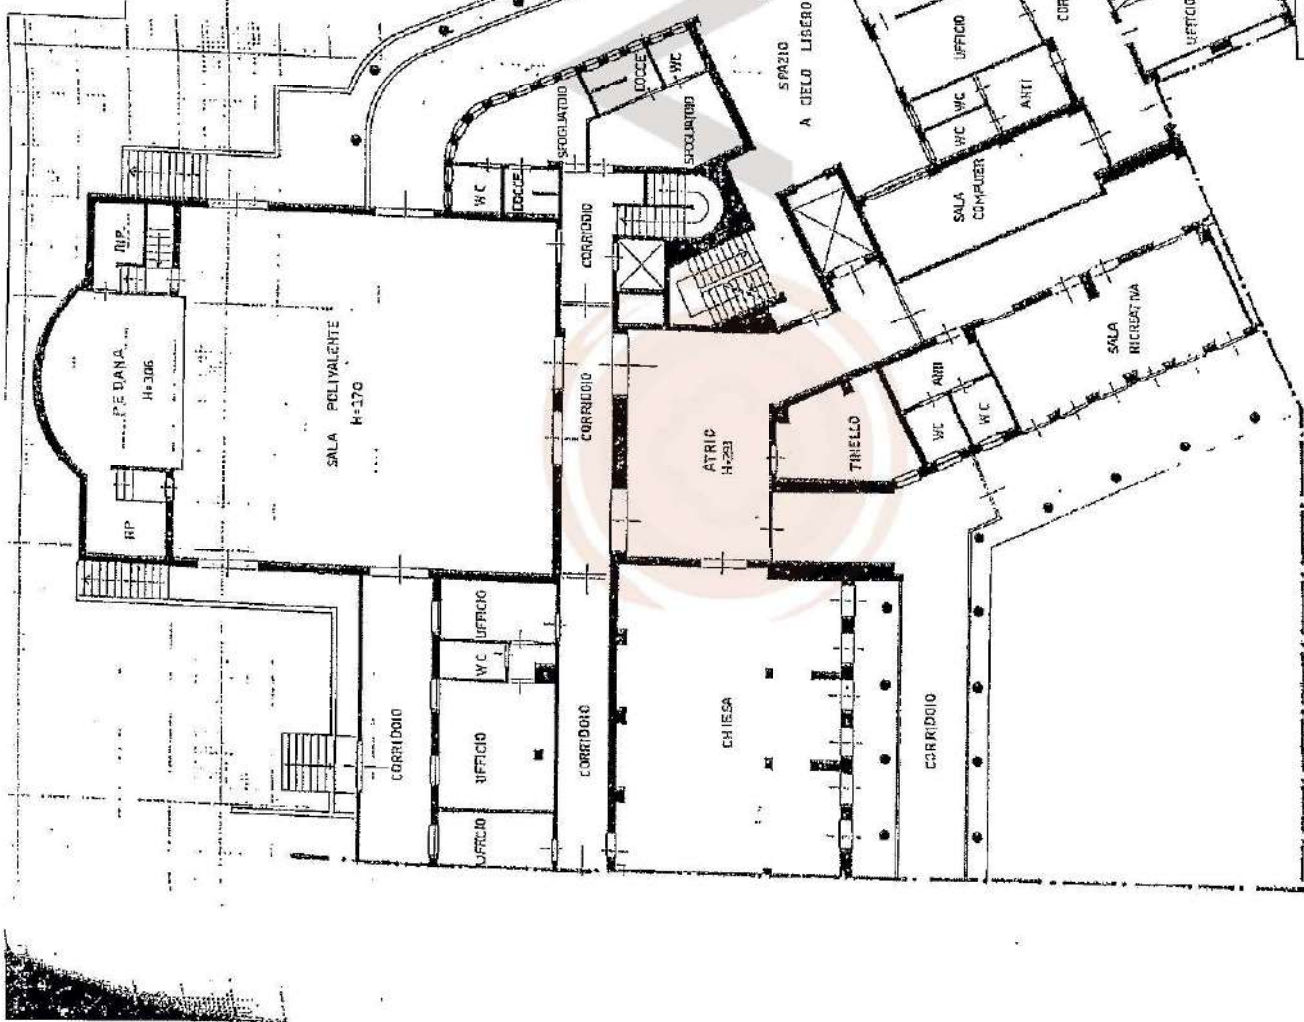 SPAZIO
A CIELO LIBERO
UFFICIO
COR
UFFICIO
DOCCE
WC
SPOGLIATOIO
SPOGLIATOIO
WC
WC
ANTI
WC
DOCCE
SALA
COMPUTER
RIP.
CORRIDOIO
PEDANA
H=306
SALA POLIVALENTE
H=170
CORRIDOIO
SALA
RICREATIVA
ANTI
WC
WC
TINELLO
ATRIO
H=291
RIP
UFFICIO
WC
CORRIDOIO
UFFICIO
CORRIDOIO
CHIESA
CORRIDOIO
UFFICIO